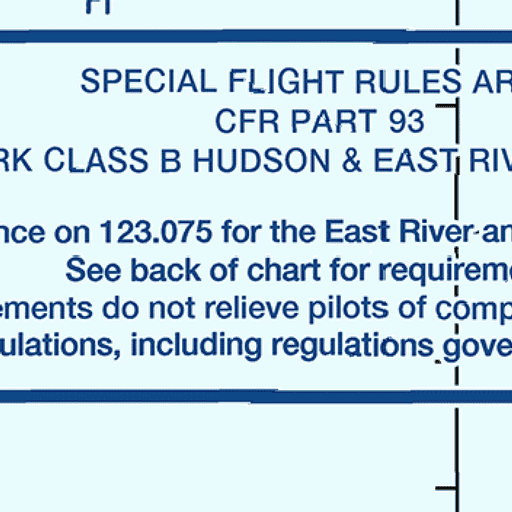 SPECIAL FLIGHT RULES AR
CFR PART 93
RK CLASS B HUDSON & EAST RIV
nce on 123.075 for the East River an
See back of chart for requirem
ements do not relieve pilots of comp
ulations, including regulations gove